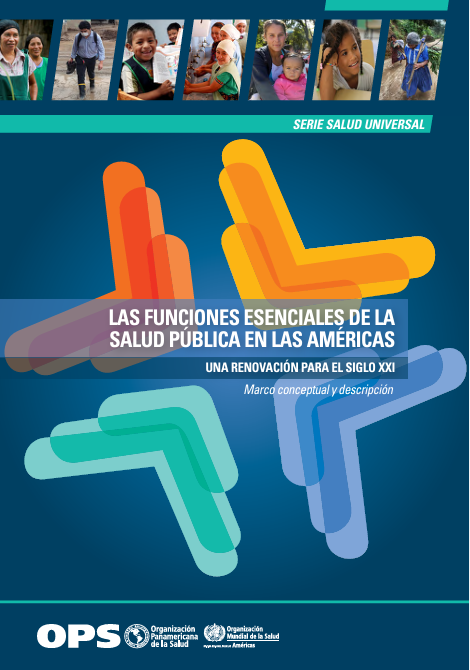 SERIE SALUD UNIVERSAL
LAS FUNCIONES ESENCIALES DE LA
SALUD PÚBLICA EN LAS AMÉRICAS
UNA RENOVACIÓN PARA EL SIGLO XXI
Marco conceptual y descripción
OPS
Organización
Panamericana
de la Salud
Organización
Mundial de la Salud
Américas